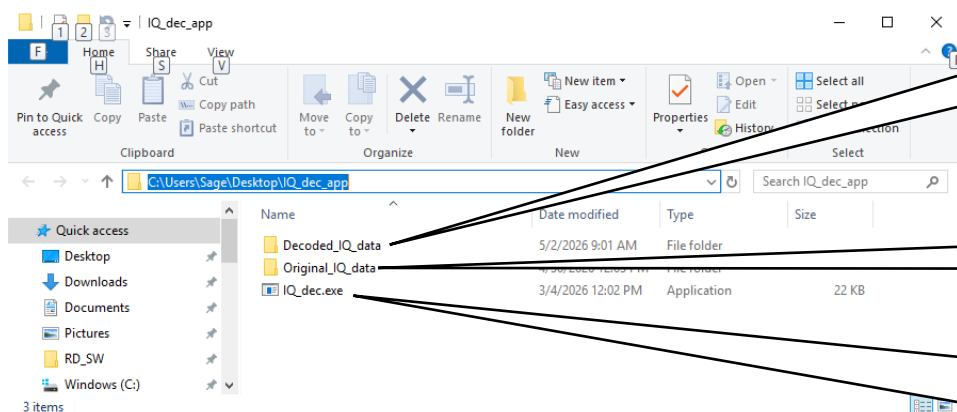 1 2 3 IQ_dec_app
F Home Share View
H S V
Pin to Quick access
Copy
Paste
Cut
Copy path
Paste shortcut
Clipboard
Move to
Copy to
Delete
Rename
Organize
New folder
New item
Easy access
New
Properties
Open
Edit
History
Select all
Select
Select
C:\Users\Sage\Desktop\IQ_dec_app
Search IQ_dec_app
Quick access
Desktop
Downloads
Documents
Pictures
RD_SW
Windows (C:)
Name Date modified Type Size
Decoded_IQ_data 5/2/2026 9:01 AM File folder
Original_IQ_data
IQ_dec.exe 3/4/2026 12:02 PM Application 22 KB
3 items